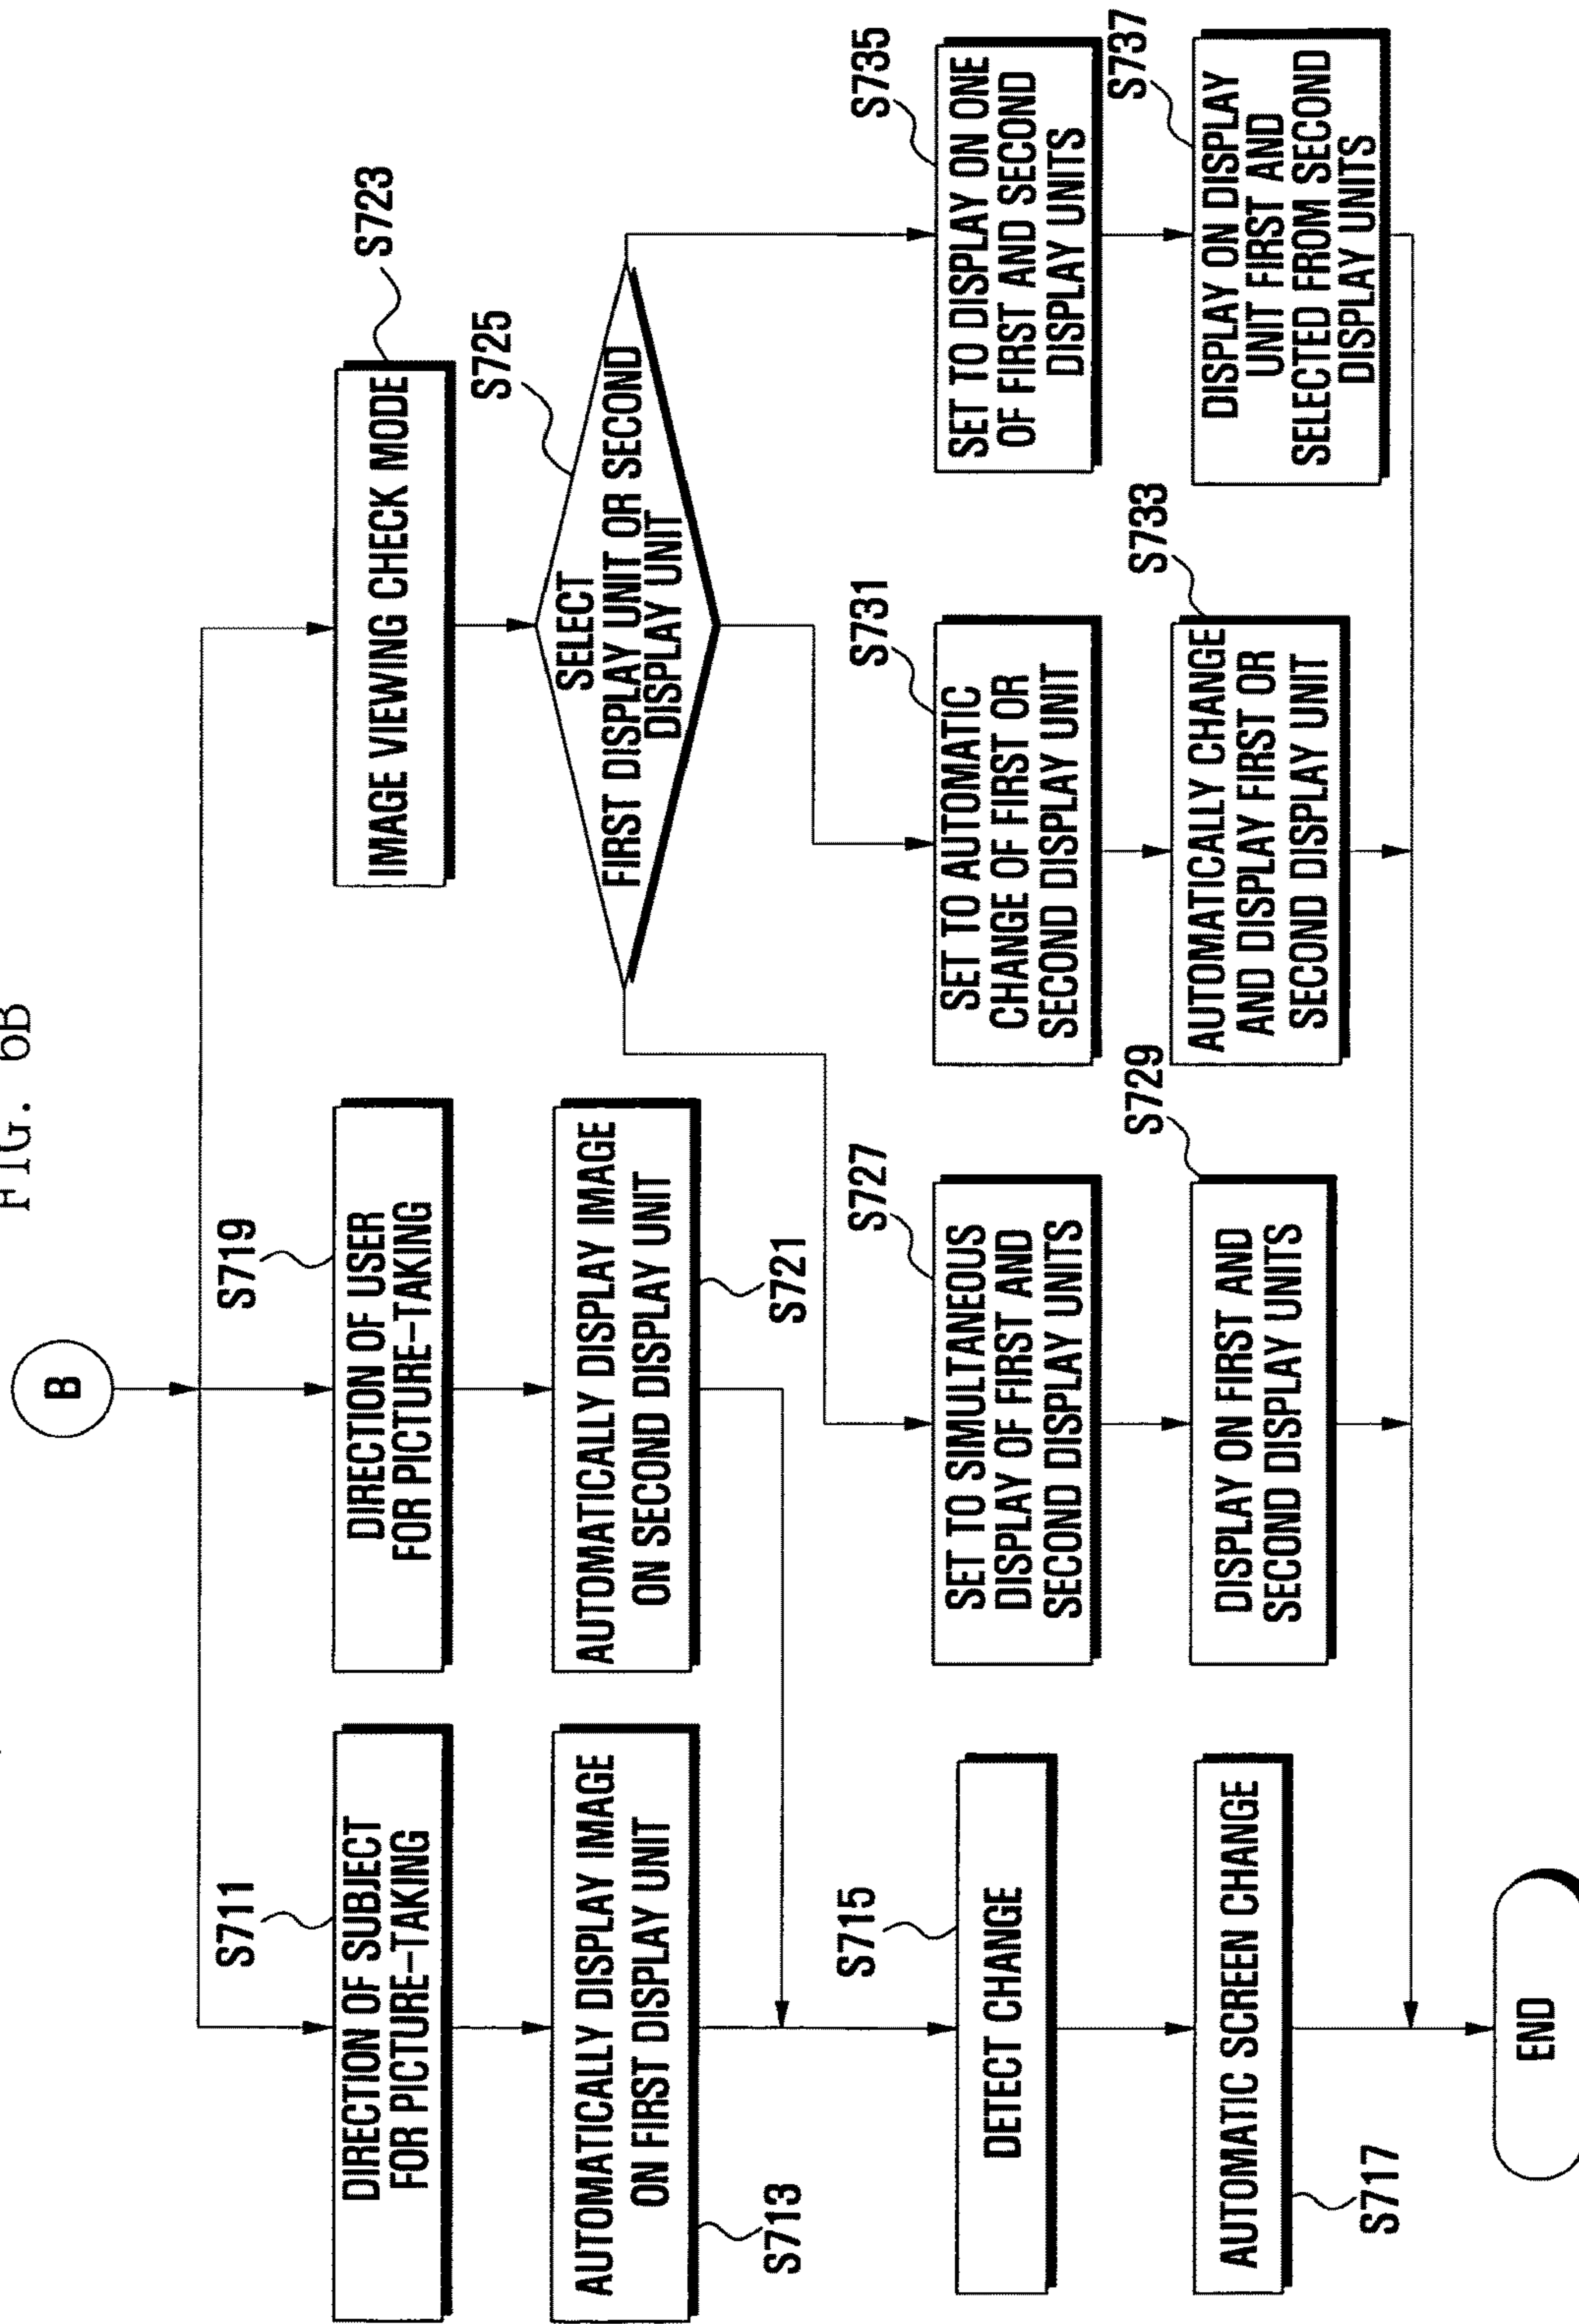 FIG. 6B
B
S711
DIRECTION OF SUBJECT
FOR PICTURE-TAKING
S719
DIRECTION OF USER
FOR PICTURE-TAKING
S723
IMAGE VIEWING CHECK MODE
AUTOMATICALLY DISPLAY IMAGE
ON FIRST DISPLAY UNIT
S713
AUTOMATICALLY DISPLAY IMAGE
ON SECOND DISPLAY UNIT
S721
S725
SELECT
FIRST DISPLAY UNIT OR SECOND
DISPLAY UNIT
S715
DETECT CHANGE
S727
SET TO SIMULTANEOUS
DISPLAY OF FIRST AND
SECOND DISPLAY UNITS
S731
SET TO AUTOMATIC
CHANGE OF FIRST OR
SECOND DISPLAY UNIT
S735
SET TO DISPLAY ON ONE
OF FIRST AND SECOND
DISPLAY UNITS
AUTOMATIC SCREEN CHANGE
S717
S729
DISPLAY ON FIRST AND
SECOND DISPLAY UNITS
S733
AUTOMATICALLY CHANGE
AND DISPLAY FIRST OR
SECOND DISPLAY UNIT
S737
DISPLAY ON DISPLAY
UNIT FIRST AND
SELECTED FROM SECOND
DISPLAY UNITS
END